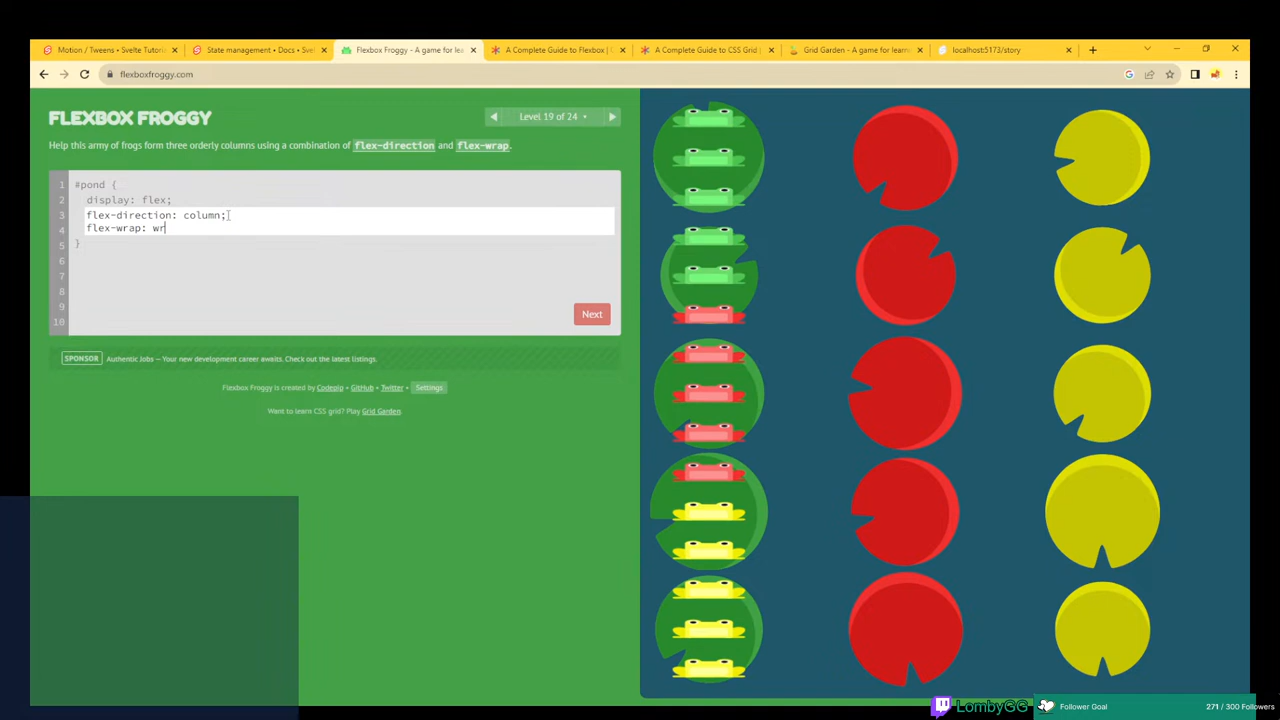 Motion / Tweens • Svelte Tutoria
State management • Docs • Svel
Flexbox Froggy - A game for lea
A Complete Guide to Flexbox |
A Complete Guide to CSS Grid |
Grid Garden - A game for learn
localhost:5173/story
flexboxfroggy.com
FLEXBOX FROGGY
Level 19 of 24
Help this army of frogs form three orderly columns using a combination of flex-direction and flex-wrap.
1 #pond {
2 display: flex;
3 flex-direction: column;
4 flex-wrap: wr
5 }
6
7
8
9
10
Next
SPONSOR Authentic Jobs — Your new development career awaits. Check out the latest listings.
Flexbox Froggy is created by Codepip • GitHub • Twitter • Settings
Want to learn CSS grid? Play Grid Garden.
LombyGG
Follower Goal
271 / 300 Followers